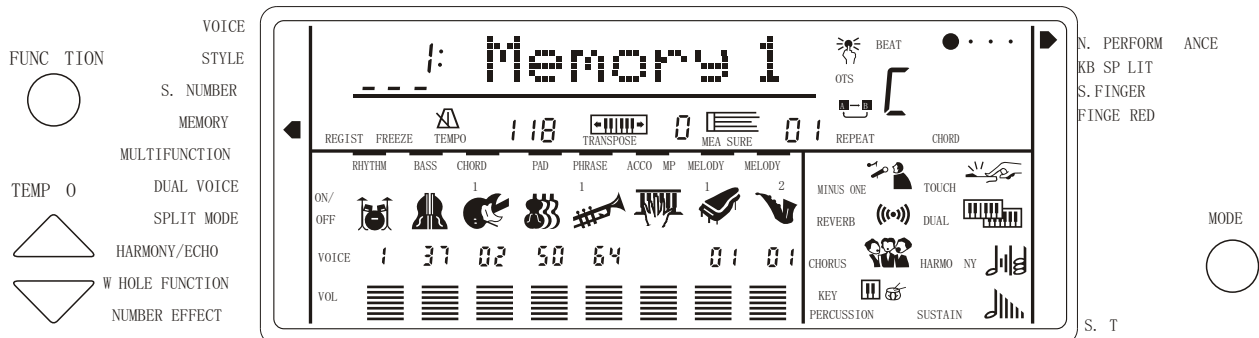 VOICE
FUNC TION
STYLE
S. NUMBER
MEMORY
MULTIFUNCTION
TEMP O
DUAL VOICE
SPLIT MODE
HARMONY/ECHO
W HOLE FUNCTION
NUMBER EFFECT
1: Memory 1
_ _ _
BEAT
OTS
A B
C
REGIST FREEZE TEMPO 118 TRANSPOSE 0 MEA SURE 01 REPEAT CHORD
RHYTHM BASS CHORD PAD PHRASE ACCO MP MELODY MELODY
1 1 1 2
ON/
OFF
VOICE 1 37 02 50 64 01 01
VOL
MINUS ONE TOUCH
REVERB DUAL
CHORUS HARMO NY
KEY
PERCUSSION SUSTAIN
N. PERFORM ANCE
KB SP LIT
S.FINGER
FINGE RED
MODE
S. T